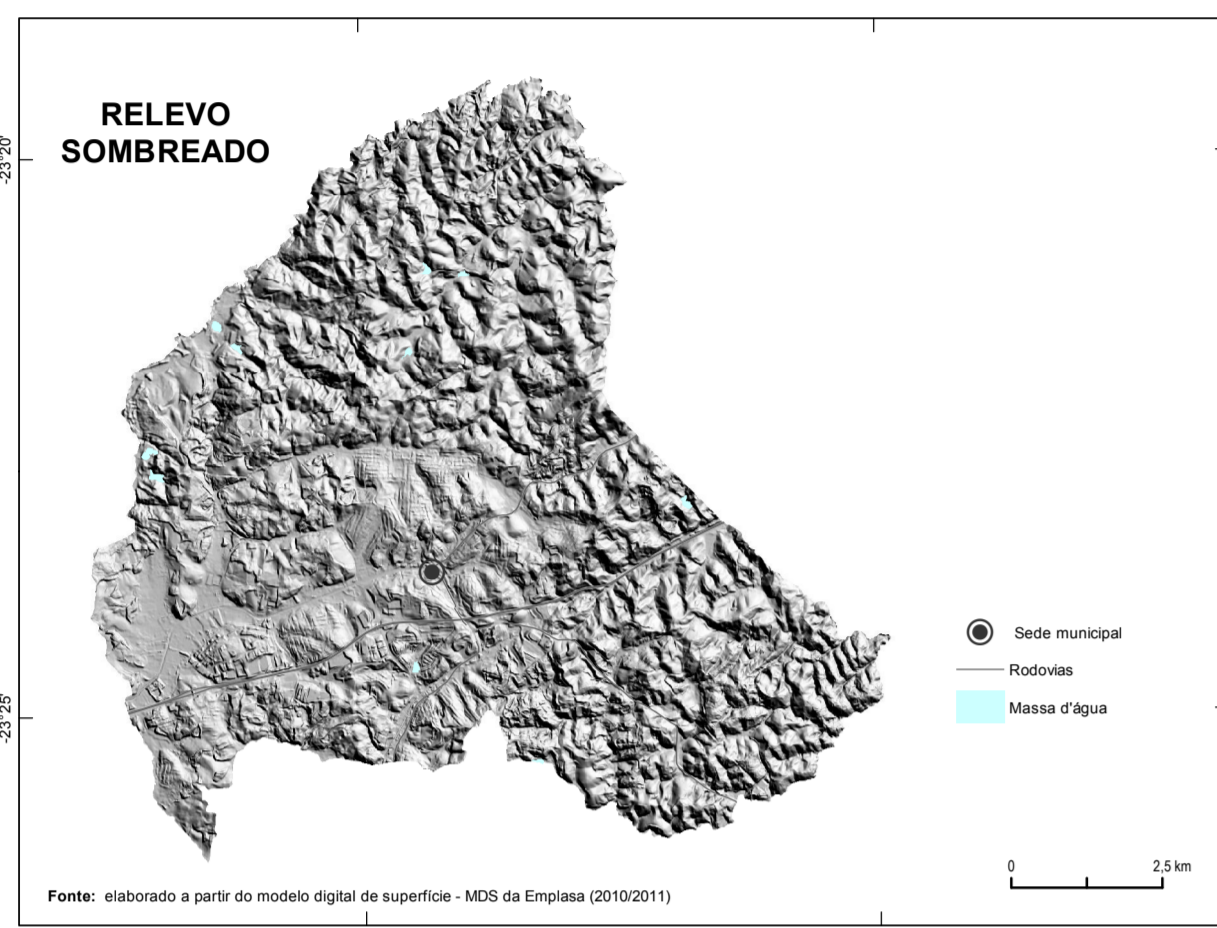 RELEVO
SOMBREADO
-23°20'
-23°25'
Sede municipal
Rodovias
Massa d'água
0 2,5 km
Fonte: elaborado a partir do modelo digital de superfície - MDS da Emplasa (2010/2011)